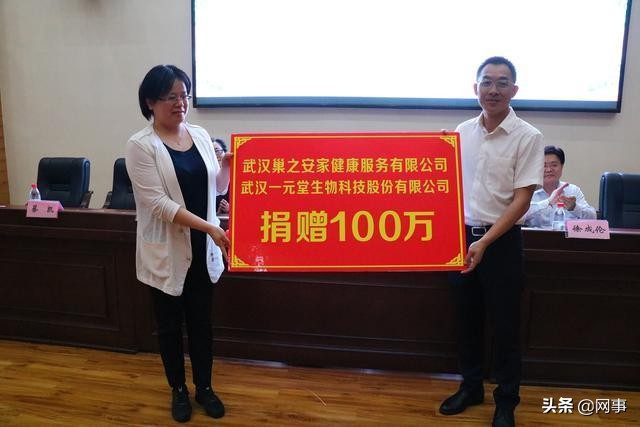 武汉巢之安家健康服务有限公司
武汉一元堂生物科技股份有限公司
捐赠100万
徐成伦
头条 @网事